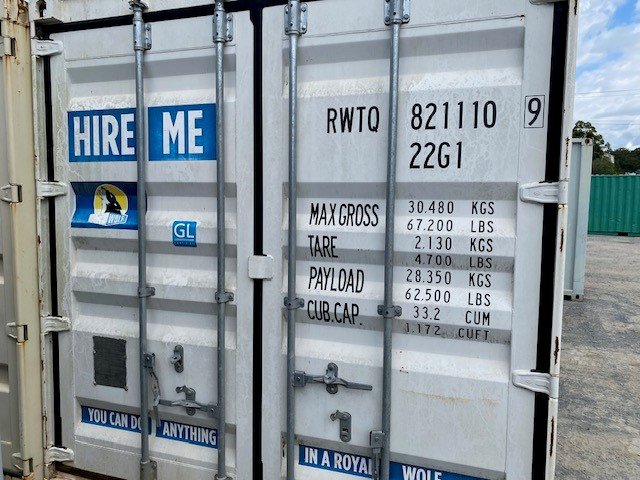 HIRE ME
RWTQ 821110 9
22G1
GL
MAX GROSS 30.480 KGS
67.200 LBS
TARE 2.130 KGS
4.700 LBS
PAYLOAD 28.350 KGS
62.500 LBS
CUB.CAP. 33.2 CUM
1.172 CUFT
YOU CAN DO ANYTHING
IN A ROYAL WOLF